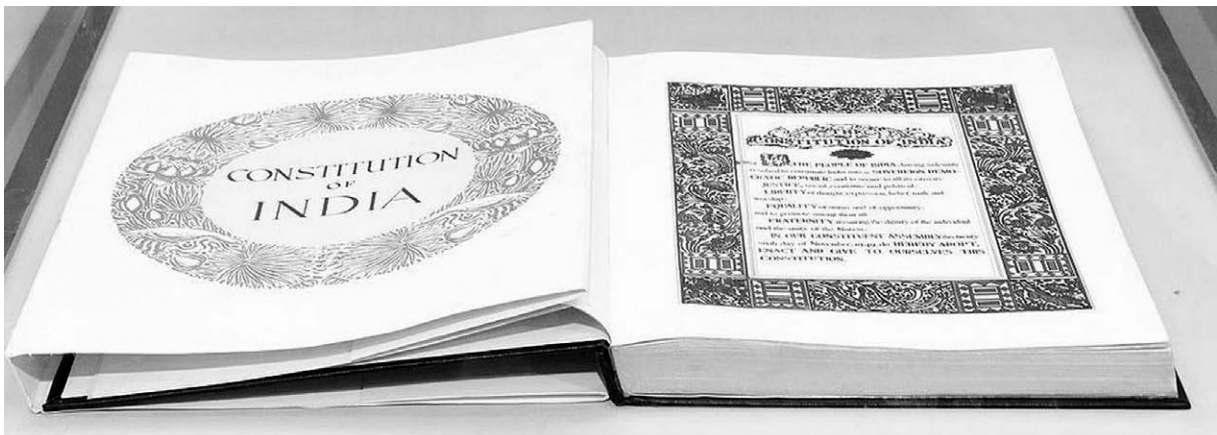 CONSTITUTION
OF
INDIA
CONSTITUTION OF INDIA
WE, THE PEOPLE OF INDIA, having solemnly
resolved to constitute India into a SOVEREIGN DEMO-
CRATIC REPUBLIC and to secure to all its citizens:
JUSTICE, social, economic and political;
LIBERTY of thought, expression, belief, faith and
worship;
EQUALITY of status and of opportunity;
and to promote among them all
FRATERNITY assuring the dignity of the individual
and the unity of the Nation;
IN OUR CONSTITUENT ASSEMBLY this twenty
sixth day of November, 1949, do HEREBY ADOPT,
ENACT AND GIVE TO OURSELVES THIS
CONSTITUTION.